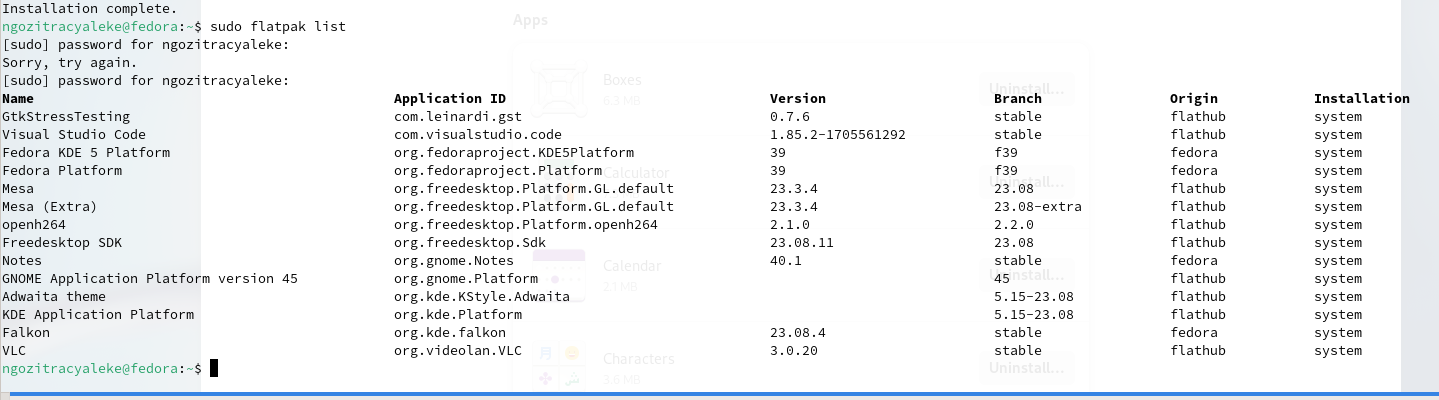 Installation complete.
ngozitracyaleke@fedora:~$ sudo flatpak list
Apps
[sudo] password for ngozitracyaleke:
Sorry, try again.
[sudo] password for ngozitracyaleke:
Boxes
Uninstall...
6.3 MB
Name Application ID Version Branch Origin Installation
GtkStressTesting com.leinardi.gst 0.7.6 stable flathub system
Visual Studio Code com.visualstudio.code 1.85.2-1705561292 stable flathub system
Fedora KDE 5 Platform org.fedoraproject.KDE5Platform 39 f39 fedora system
Fedora Platform org.fedoraproject.Platform 39 f39 fedora system
Calculator
Uninstall...
Mesa org.freedesktop.Platform.GL.default 23.3.4 23.08 flathub system
Mesa (Extra) org.freedesktop.Platform.GL.default 23.3.4 23.08-extra flathub system
openh264 org.freedesktop.Platform.openh264 2.1.0 2.2.0 flathub system
Freedesktop SDK org.freedesktop.Sdk 23.08.11 23.08 flathub system
Notes org.gnome.Notes 40.1 stable fedora system
Calendar
Uninstall...
GNOME Application Platform version 45 org.gnome.Platform 45 flathub system
2.1 MB
Adwaita theme org.kde.KStyle.Adwaita 5.15-23.08 flathub system
KDE Application Platform org.kde.Platform 5.15-23.08 flathub system
Falkon org.kde.falkon 23.08.4 stable fedora system
VLC org.videolan.VLC 3.0.20 stable flathub system
Characters
Uninstall...
3.6 MB
ngozitracyaleke@fedora:~$